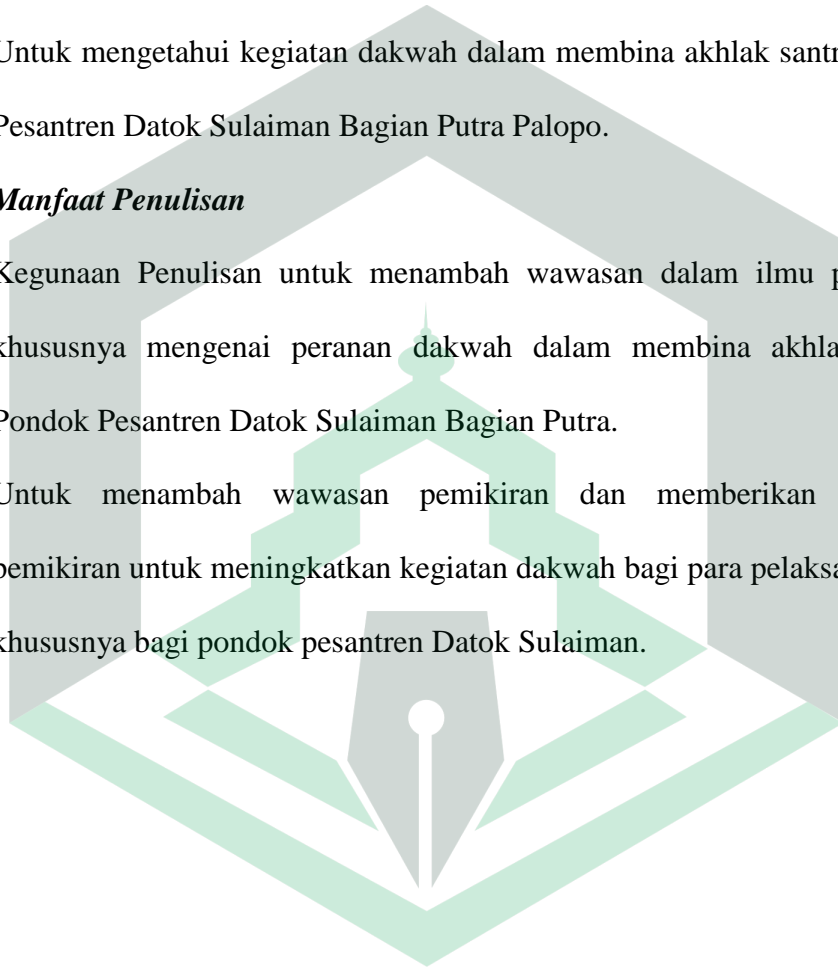 Untuk mengetahui kegiatan dakwah dalam membina akhlak santr
Pesantren Datok Sulaiman Bagian Putra Palopo.
Manfaat Penulisan
Kegunaan Penulisan untuk menambah wawasan dalam ilmu p
khususnya mengenai peranan dakwah dalam membina akhla
Pondok Pesantren Datok Sulaiman Bagian Putra.
Untuk menambah wawasan pemikiran dan memberikan
pemikiran untuk meningkatkan kegiatan dakwah bagi para pelaksa
khususnya bagi pondok pesantren Datok Sulaiman.